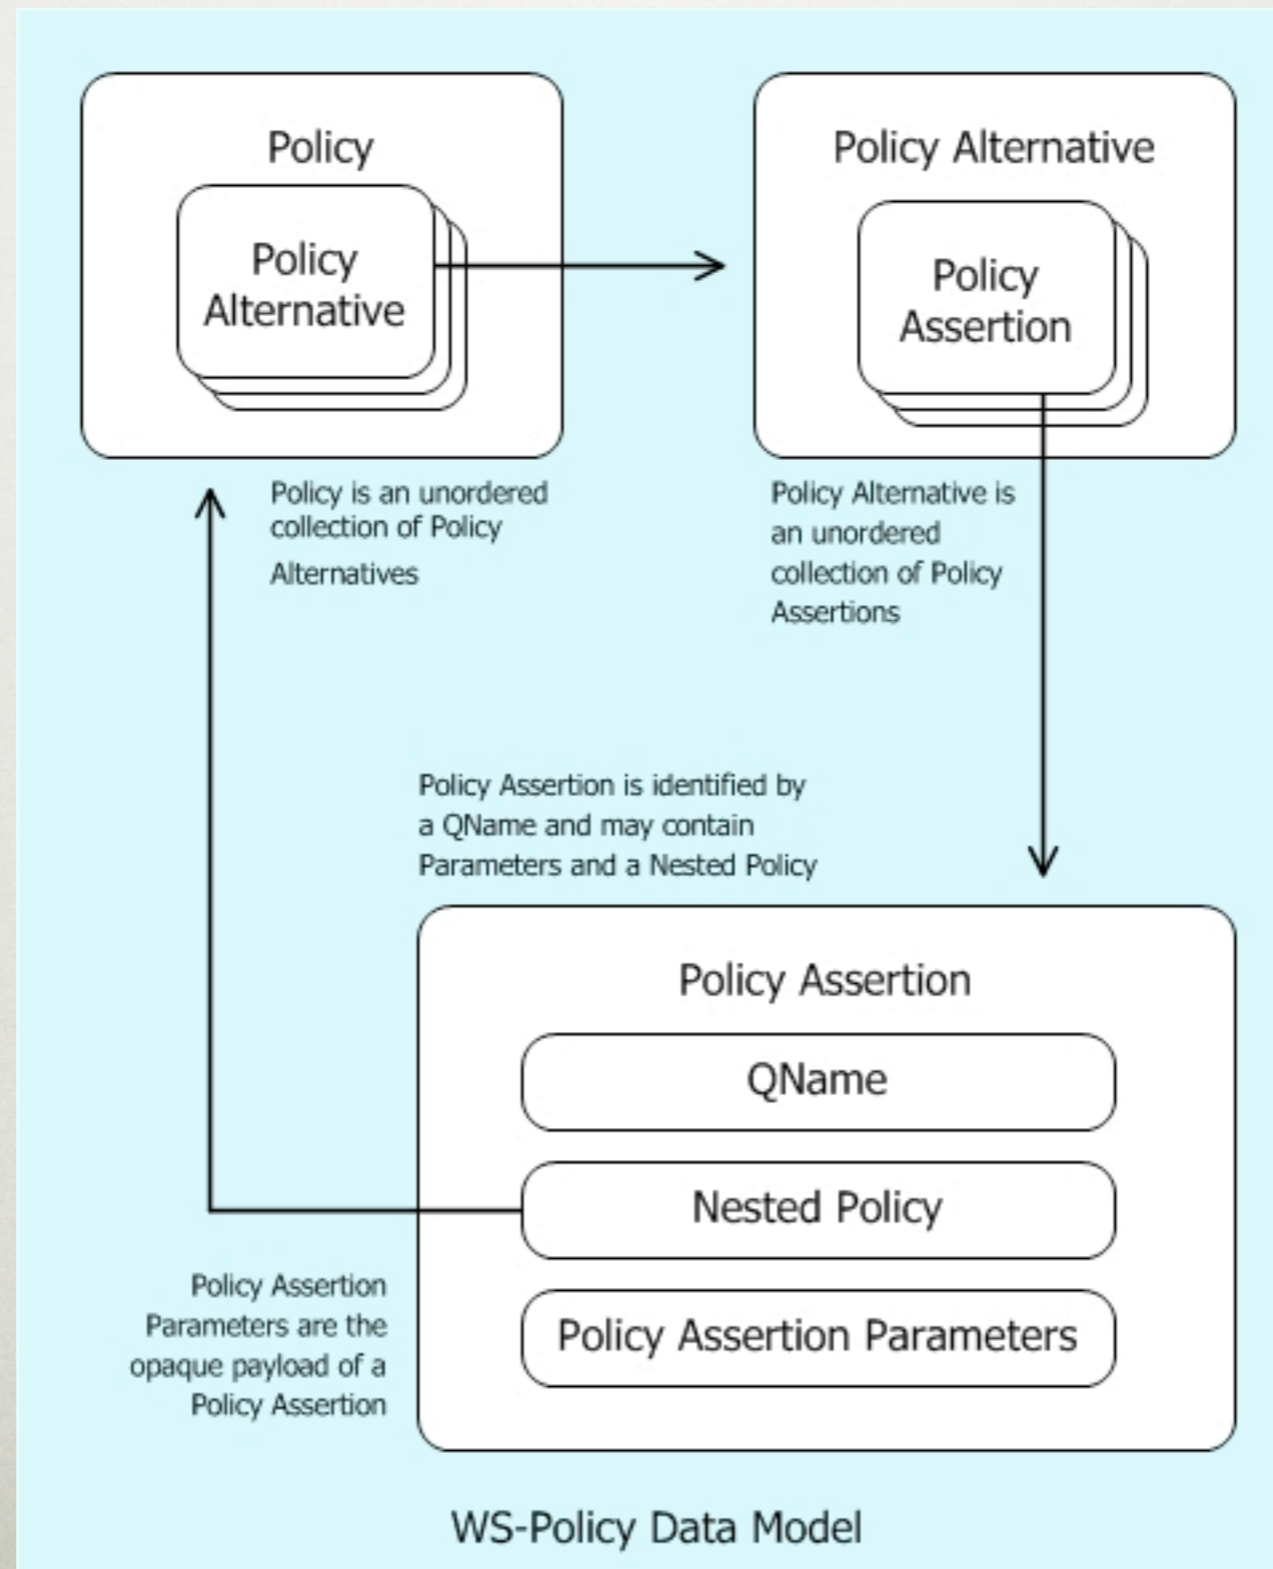 Policy
Policy
Alternative
Policy is an unordered
collection of Policy
Alternatives
Policy Alternative
Policy
Assertion
Policy Alternative is
an unordered
collection of Policy
Assertions
Policy Assertion is identified by
a QName and may contain
Parameters and a Nested Policy
Policy Assertion
QName
Nested Policy
Policy Assertion Parameters
Policy Assertion
Parameters are the
opaque payload of a
Policy Assertion
WS-Policy Data Model